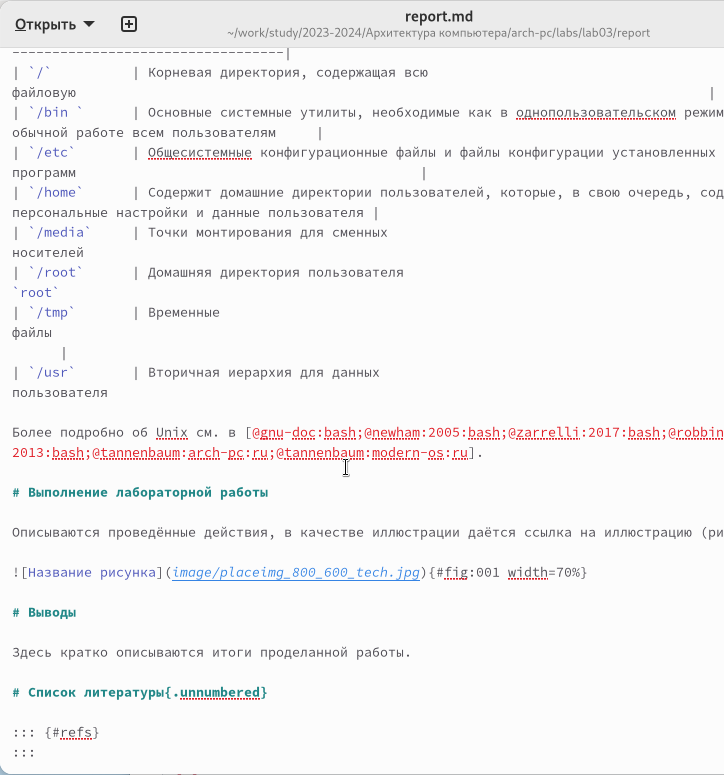 Открыть
report.md
~/work/study/2023-2024/Архитектура компьютера/arch-pc/labs/lab03/report
----------------------------------|
| `/`          | Корневая директория, содержащая всю
файловую                                                                               |
| `/bin `      | Основные системные утилиты, необходимые как в однопользовательском режим
обычной работе всем пользователям     |
| `/etc`       | Общесистемные конфигурационные файлы и файлы конфигурации установленных
программ                                           |
| `/home`      | Содержит домашние директории пользователей, которые, в свою очередь, сод
персональные настройки и данные пользователя |
| `/media`     | Точки монтирования для сменных
носителей
| `/root`      | Домашняя директория пользователя
`root`
| `/tmp`       | Временные
файлы
      |
| `/usr`       | Вторичная иерархия для данных
пользователя
Более подробно об Unix см. в [@gnu-doc:bash;@newham:2005:bash;@zarrelli:2017:bash;@robbin
2013:bash;@tannenbaum:arch-pc:ru;@tannenbaum:modern-os:ru].
# Выполнение лабораторной работы
Описываются проведённые действия, в качестве иллюстрации даётся ссылка на иллюстрацию (ри
![Название рисунка](image/placeimg_800_600_tech.jpg){#fig:001 width=70%}
# Выводы
Здесь кратко описываются итоги проделанной работы.
# Список литературы{.unnumbered}
::: {#refs}
:::